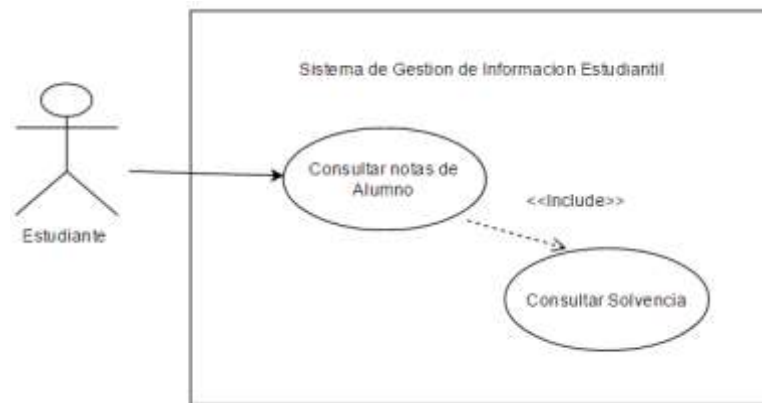 Sistema de Gestion de Informacion Estudiantil
Consultar notas de
Alumno
<<Include>>
Estudiante
Consultar Solvencia